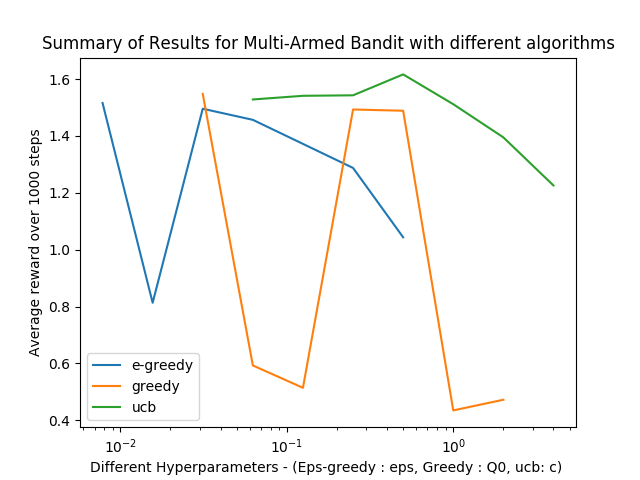 Summary of Results for Multi-Armed Bandit with different algorithms
Average reward over 1000 steps
1.6
1.4
1.2
1.0
0.8
0.6
0.4
e-greedy
greedy
ucb
10⁻²
10⁻¹
10⁰
Different Hyperparameters - (Eps-greedy : eps, Greedy : Q0, ucb: c)